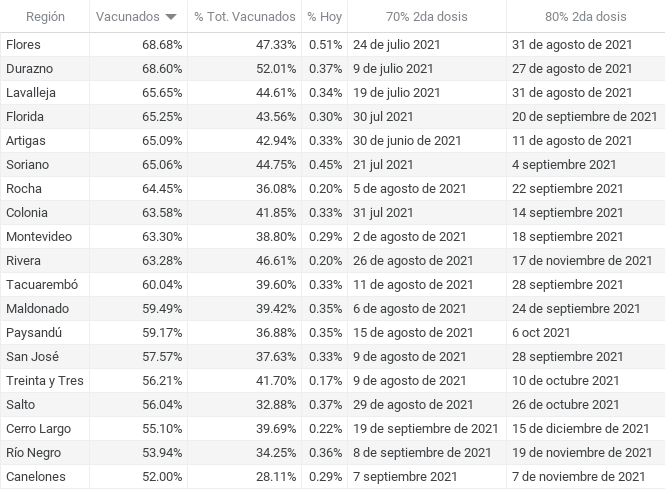 Región Vacunados % Tot. Vacunados % Hoy 70% 2da dosis 80% 2da dosis
Flores 68.68% 47.33% 0.51% 24 de julio 2021 31 de agosto de 2021
Durazno 68.60% 52.01% 0.37% 9 de julio 2021 27 de agosto de 2021
Lavalleja 65.65% 44.61% 0.34% 19 de julio 2021 31 de agosto de 2021
Florida 65.25% 43.56% 0.30% 30 jul 2021 20 de septiembre de 2021
Artigas 65.09% 42.94% 0.33% 30 de junio de 2021 11 de agosto de 2021
Soriano 65.06% 44.75% 0.45% 21 jul 2021 4 septiembre 2021
Rocha 64.45% 36.08% 0.20% 5 de agosto de 2021 22 septiembre 2021
Colonia 63.58% 41.85% 0.33% 31 jul 2021 14 septiembre 2021
Montevideo 63.30% 38.80% 0.29% 2 de agosto de 2021 18 septiembre 2021
Rivera 63.28% 46.61% 0.20% 26 de agosto de 2021 17 de noviembre de 2021
Tacuarembó 60.04% 39.60% 0.33% 11 de agosto de 2021 28 septiembre 2021
Maldonado 59.49% 39.42% 0.35% 6 de agosto de 2021 24 de septiembre 2021
Paysandú 59.17% 36.88% 0.35% 15 de agosto de 2021 6 oct 2021
San José 57.57% 37.63% 0.33% 9 de agosto de 2021 28 septiembre 2021
Treinta y Tres 56.21% 41.70% 0.17% 9 de agosto de 2021 10 de octubre 2021
Salto 56.04% 32.88% 0.37% 29 de agosto de 2021 26 de octubre 2021
Cerro Largo 55.10% 39.69% 0.22% 19 de septiembre de 2021 15 de diciembre de 2021
Río Negro 53.94% 34.25% 0.36% 8 de septiembre de 2021 19 de noviembre de 2021
Canelones 52.00% 28.11% 0.29% 7 septiembre 2021 7 de noviembre de 2021